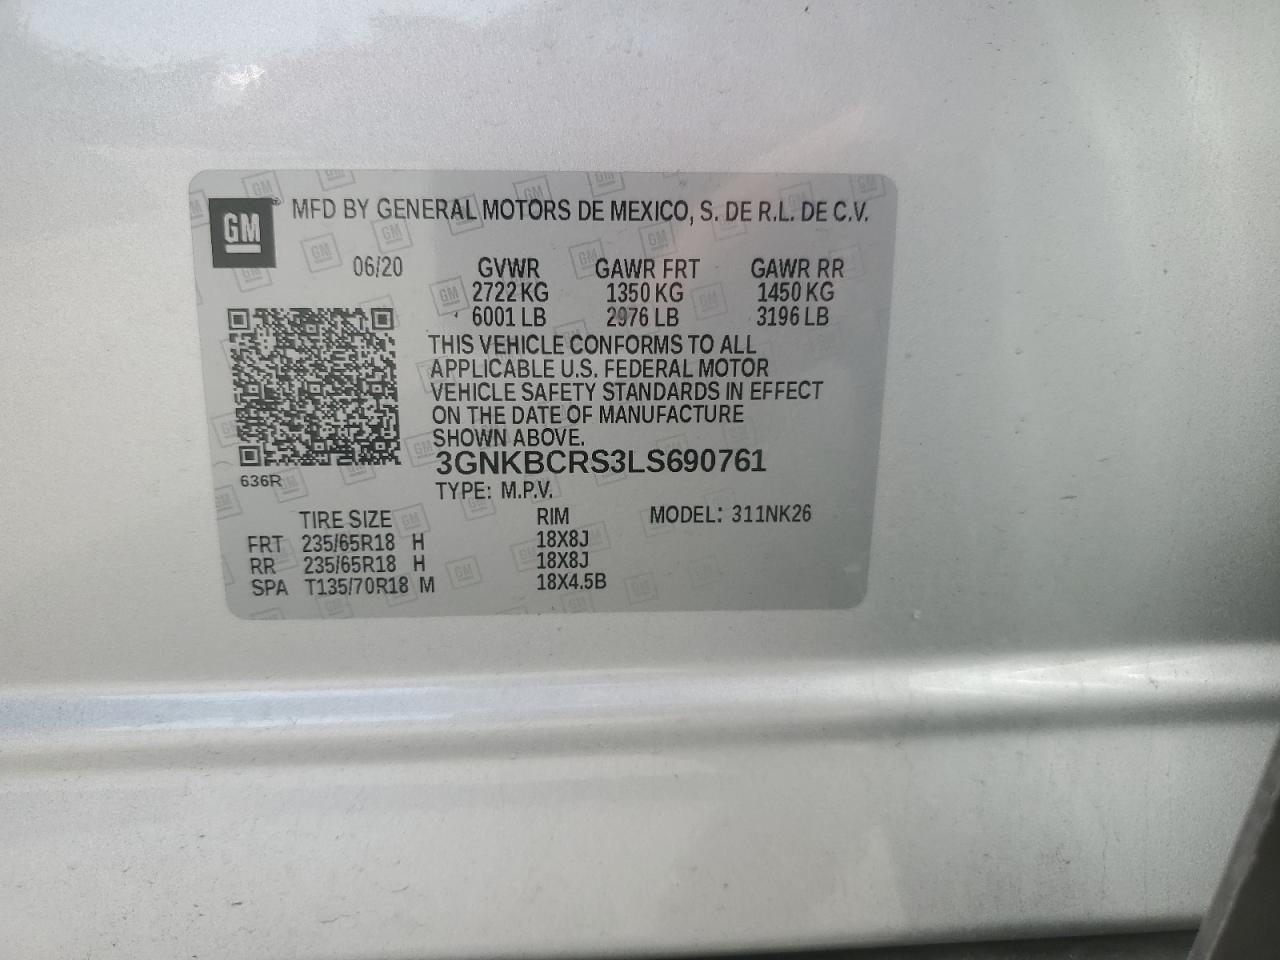 GM® MFD BY GENERAL MOTORS DE MEXICO, S. DE R.L. DE C.V.
06/20 GVWR GAWR FRT GAWR RR
2722 KG 1350 KG 1450 KG
6001 LB 2976 LB 3196 LB
THIS VEHICLE CONFORMS TO ALL
APPLICABLE U.S. FEDERAL MOTOR
VEHICLE SAFETY STANDARDS IN EFFECT
ON THE DATE OF MANUFACTURE
SHOWN ABOVE.
3GNKBCRS3LS690761
636R
TYPE: M.P.V.
TIRE SIZE RIM MODEL: 311NK26
FRT 235/65R18 H 18X8J
RR 235/65R18 H 18X8J
SPA T135/70R18 M 18X4.5B